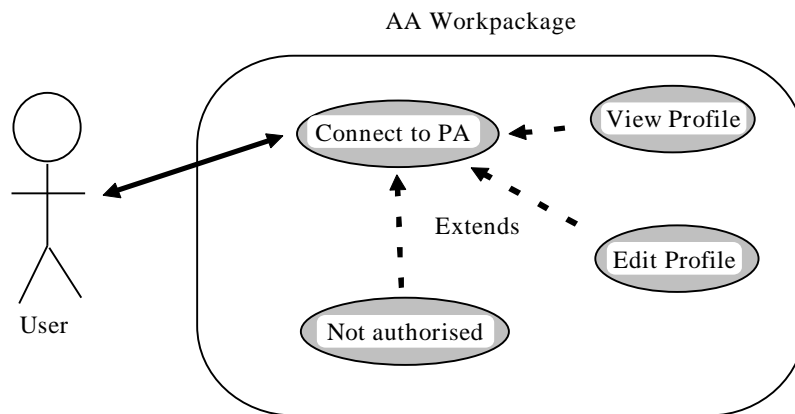 AA Workpackage
Connect to PA
View Profile
Extends
Edit Profile
Not authorised
User